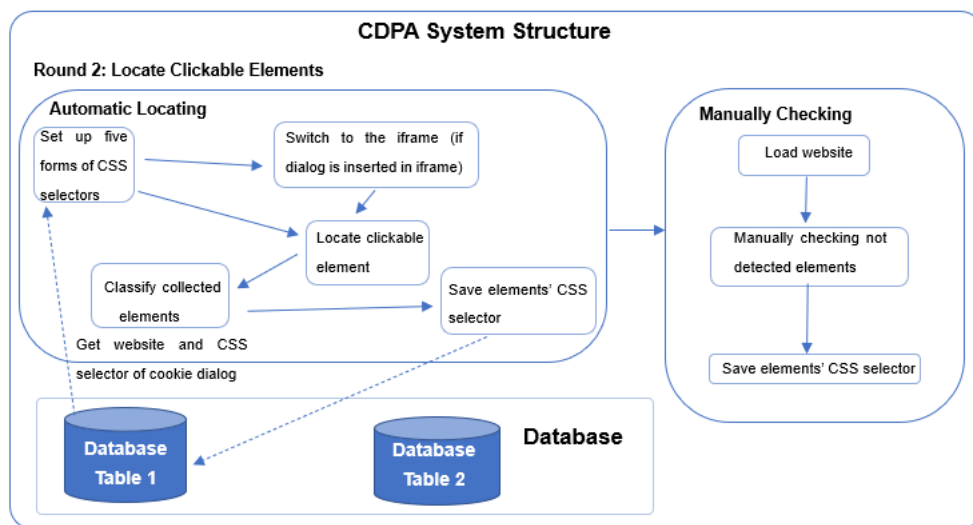 CDPA System Structure
Round 2: Locate Clickable Elements
Automatic Locating
Set up five
forms of CSS
selectors
Switch to the iframe (if
dialog is inserted in iframe)
Locate clickable
element
Classify collected
elements
Save elements’ CSS
selector
Get website and CSS
selector of cookie dialog
Manually Checking
Load website
Manually checking not
detected elements
Save elements’ CSS selector
Database
Database
Table 1
Database
Table 2